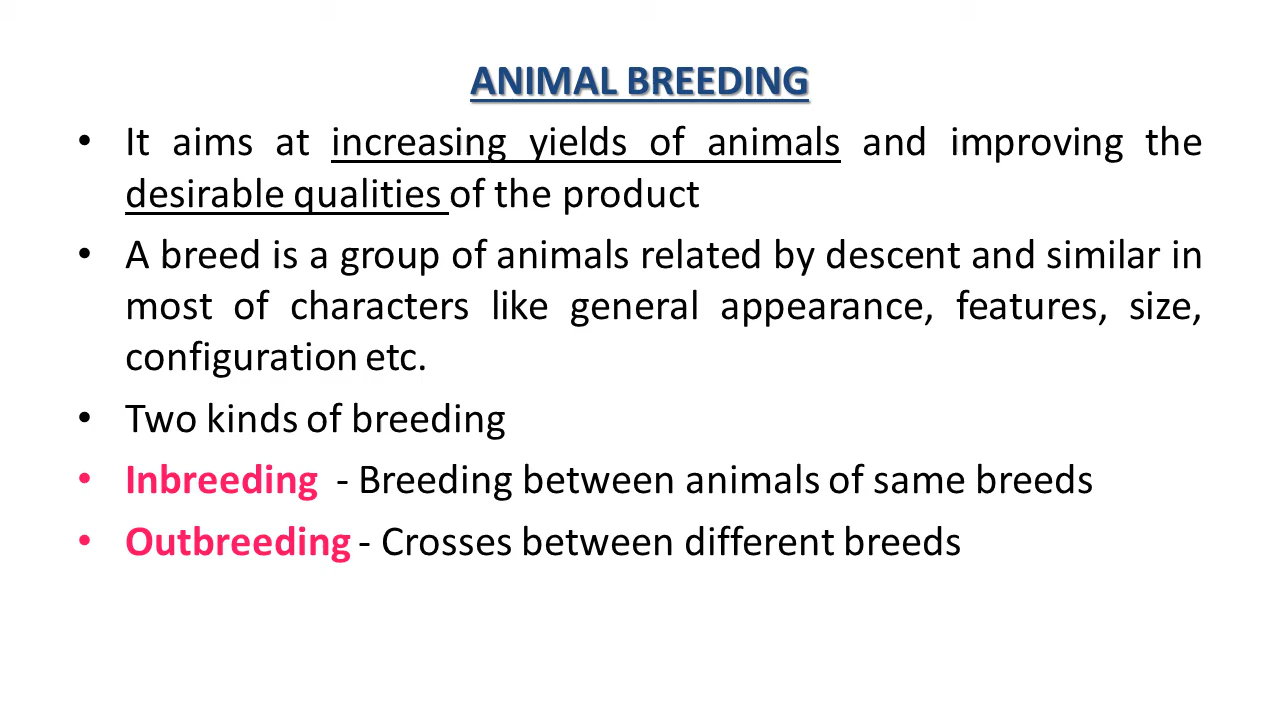 ANIMAL BREEDING
• It aims at increasing yields of animals and improving the
desirable qualities of the product
• A breed is a group of animals related by descent and similar in
most of characters like general appearance, features, size,
configuration etc.
• Two kinds of breeding
• Inbreeding - Breeding between animals of same breeds
• Outbreeding - Crosses between different breeds